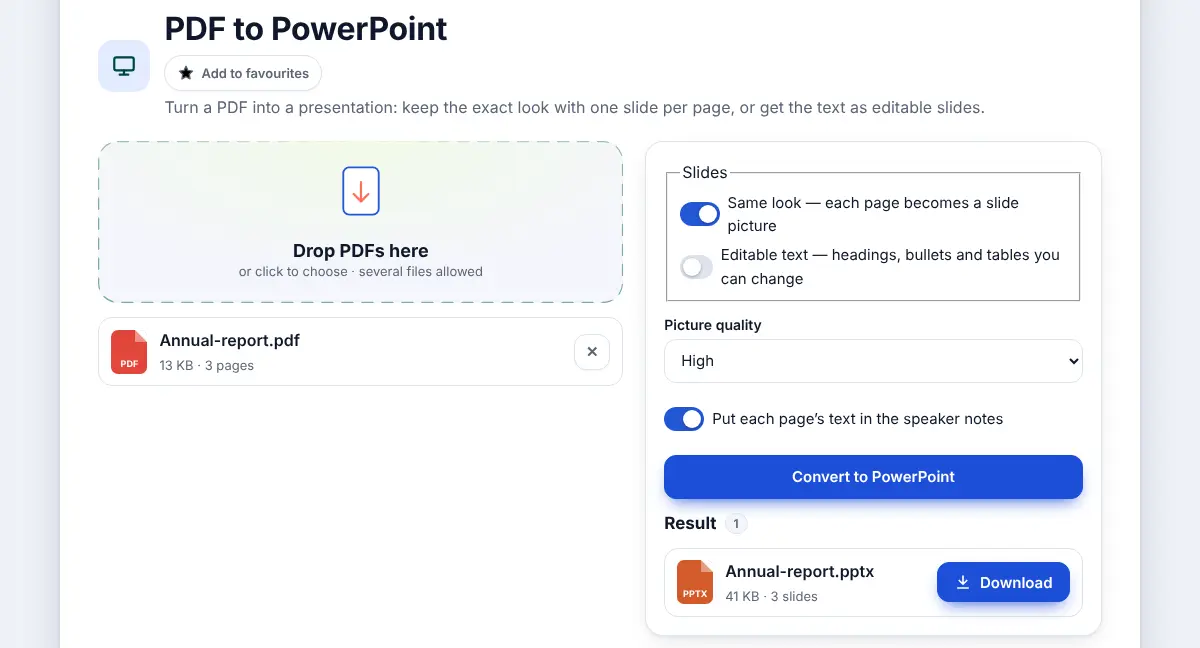 PDF to PowerPoint
★ Add to favourites
Turn a PDF into a presentation: keep the exact look with one slide per page, or get the text as editable slides.
Drop PDFs here
or click to choose · several files allowed
PDF
Annual-report.pdf
13 KB · 3 pages
✕
Slides
Same look — each page becomes a slide
picture
Editable text — headings, bullets and tables you
can change
Picture quality
High
Put each page’s text in the speaker notes
Convert to PowerPoint
Result 1
PPTX
Annual-report.pptx
41 KB · 3 slides
Download